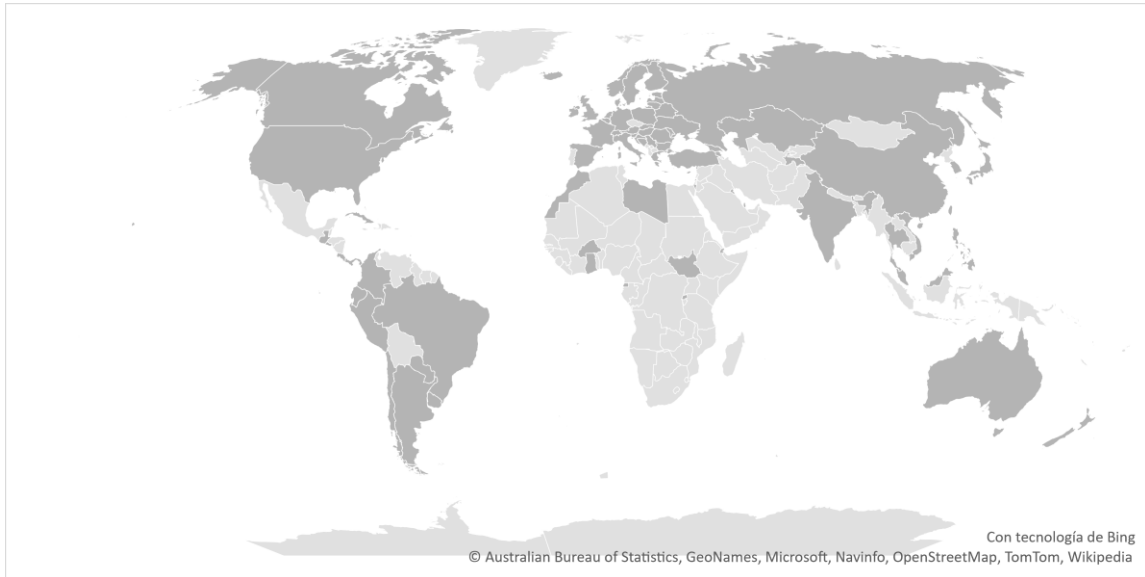 Con tecnología de Bing
© Australian Bureau of Statistics, GeoNames, Microsoft, Navinfo, OpenStreetMap, TomTom, Wikipedia